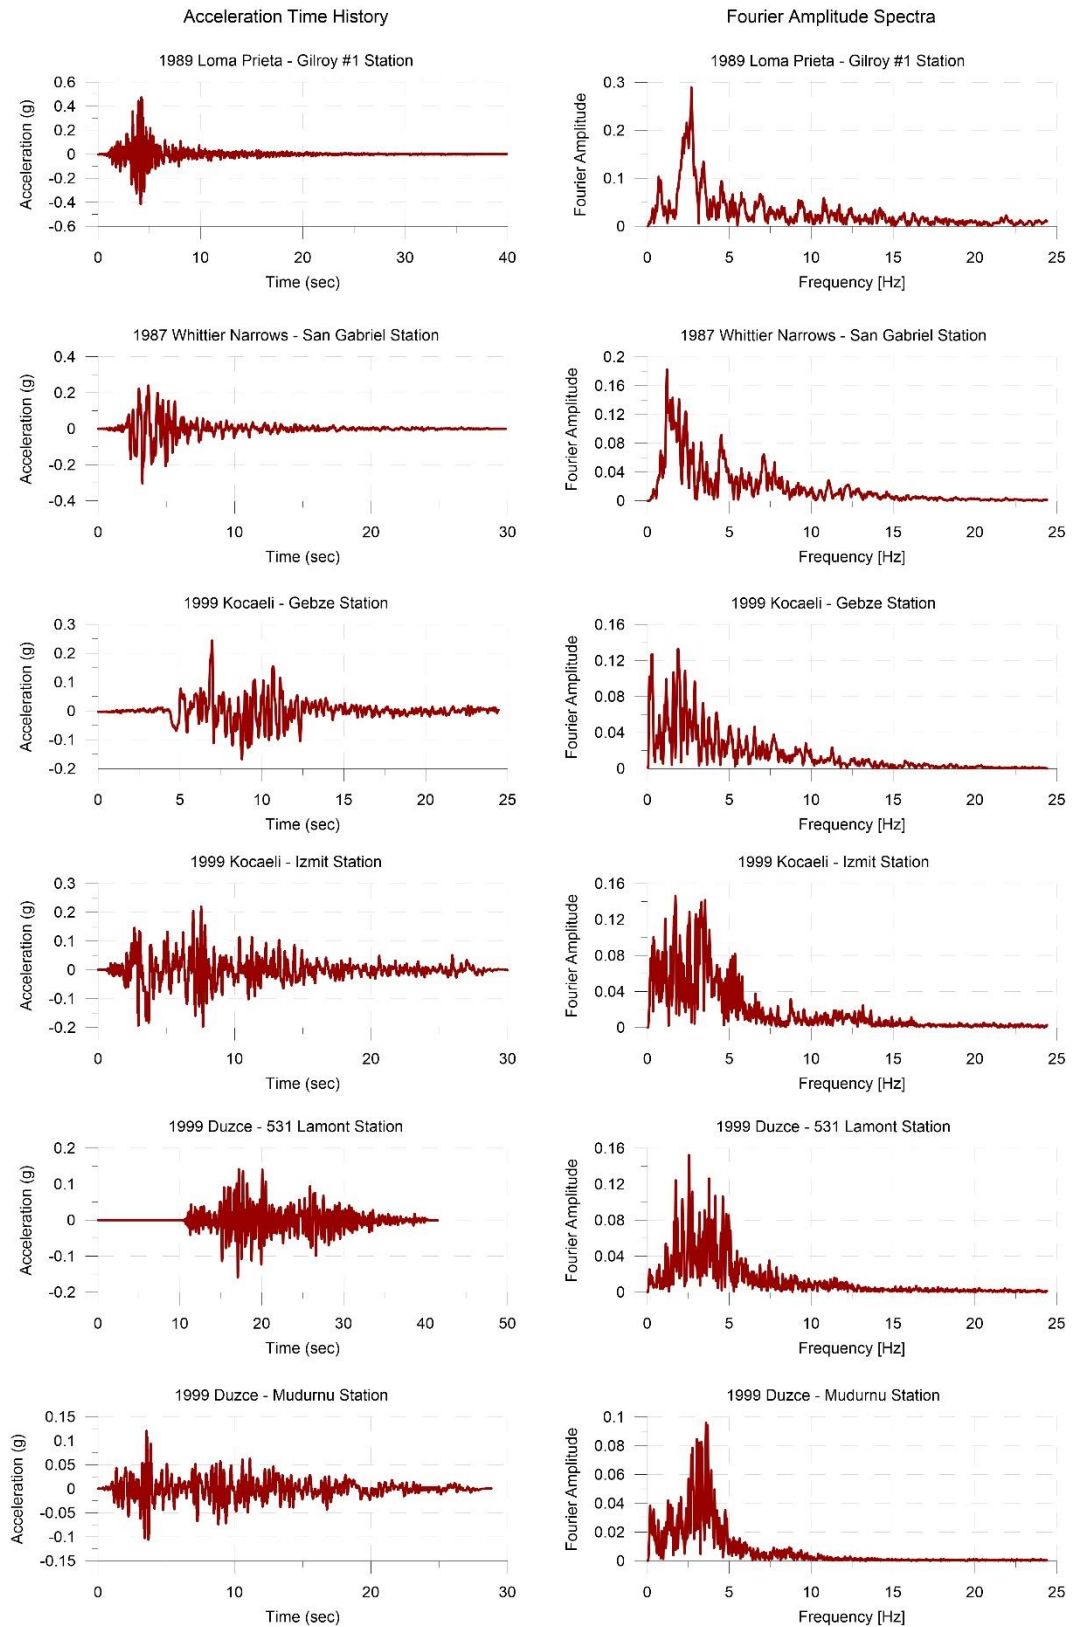 Acceleration Time History
Fourier Amplitude Spectra
1989 Loma Prieta - Gilroy #1 Station
Acceleration (g)
0.6
0.4
0.2
0
-0.2
-0.4
-0.6
0 10 20 30 40
Time (sec)
1989 Loma Prieta - Gilroy #1 Station
Fourier Amplitude
0.3
0.2
0.1
0
0 5 10 15 20 25
Frequency [Hz]
1987 Whittier Narrows - San Gabriel Station
Acceleration (g)
0.4
0.2
0
-0.2
-0.4
0 10 20 30
Time (sec)
1987 Whittier Narrows - San Gabriel Station
Fourier Amplitude
0.2
0.16
0.12
0.08
0.04
0
0 5 10 15 20 25
Frequency [Hz]
1999 Kocaeli - Gebze Station
Acceleration (g)
0.3
0.2
0.1
0
-0.1
-0.2
0 5 10 15 20 25
Time (sec)
1999 Kocaeli - Gebze Station
Fourier Amplitude
0.16
0.12
0.08
0.04
0
0 5 10 15 20 25
Frequency [Hz]
1999 Kocaeli - Izmit Station
Acceleration (g)
0.3
0.2
0.1
0
-0.1
-0.2
0 10 20 30
Time (sec)
1999 Kocaeli - Izmit Station
Fourier Amplitude
0.16
0.12
0.08
0.04
0
0 5 10 15 20 25
Frequency [Hz]
1999 Duzce - 531 Lamont Station
Acceleration (g)
0.2
0.1
0
-0.1
-0.2
0 10 20 30 40 50
Time (sec)
1999 Duzce - 531 Lamont Station
Fourier Amplitude
0.16
0.12
0.08
0.04
0
0 5 10 15 20 25
Frequency [Hz]
1999 Duzce - Mudurnu Station
Acceleration (g)
0.15
0.1
0.05
0
-0.05
-0.1
-0.15
0 10 20 30
Time (sec)
1999 Duzce - Mudurnu Station
Fourier Amplitude
0.1
0.08
0.06
0.04
0.02
0
0 5 10 15 20 25
Frequency [Hz]